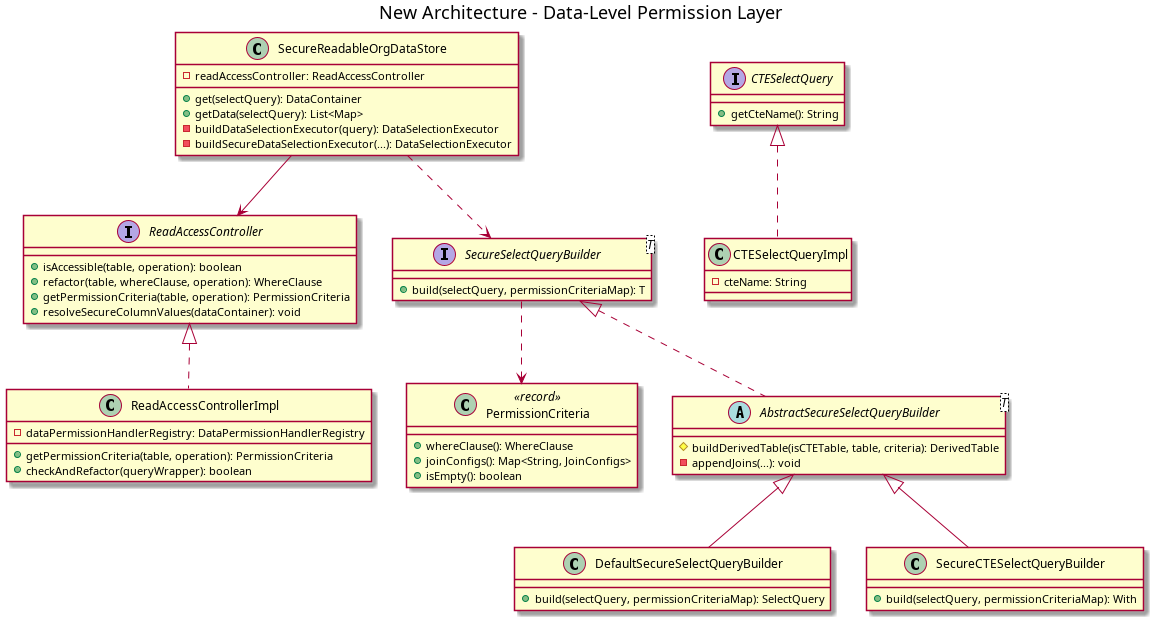 New Architecture - Data-Level Permission Layer
C SecureReadableOrgDataStore
readAccessController: ReadAccessController
get(selectQuery): DataContainer
getData(selectQuery): List<Map>
buildDataSelectionExecutor(query): DataSelectionExecutor
buildSecureDataSelectionExecutor(...): DataSelectionExecutor
I CTESelectQuery
getCteName(): String
I ReadAccessController
isAccessible(table, operation): boolean
refactor(table, whereClause, operation): WhereClause
getPermissionCriteria(table, operation): PermissionCriteria
resolveSecureColumnValues(dataContainer): void
I SecureSelectQueryBuilder T
build(selectQuery, permissionCriteriaMap): T
C CTESelectQueryImpl
cteName: String
C ReadAccessControllerImpl
dataPermissionHandlerRegistry: DataPermissionHandlerRegistry
getPermissionCriteria(table, operation): PermissionCriteria
checkAndRefactor(queryWrapper): boolean
«record»
C PermissionCriteria
whereClause(): WhereClause
joinConfigs(): Map<String, JoinConfigs>
isEmpty(): boolean
A AbstractSecureSelectQueryBuilder T
buildDerivedTable(isCTETable, table, criteria): DerivedTable
appendJoins(...): void
C DefaultSecureSelectQueryBuilder
build(selectQuery, permissionCriteriaMap): SelectQuery
C SecureCTESelectQueryBuilder
build(selectQuery, permissionCriteriaMap): With